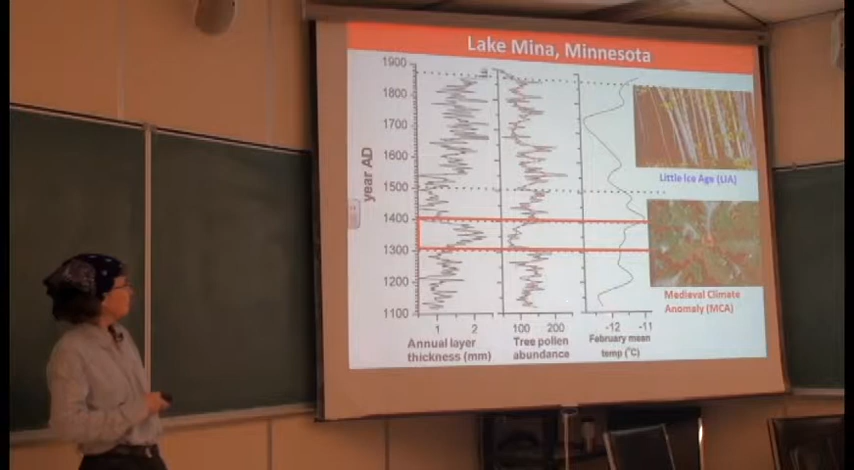 Lake Mina, Minnesota
1900
1800
1700
1600
1500
1400
1300
1200
1100
year AD
1 2
100 200
-12 -11
Annual layer
thickness (mm)
Tree pollen
abundance
February mean
temp (°C)
Little Ice Age (LIA)
Medieval Climate
Anomaly (MCA)